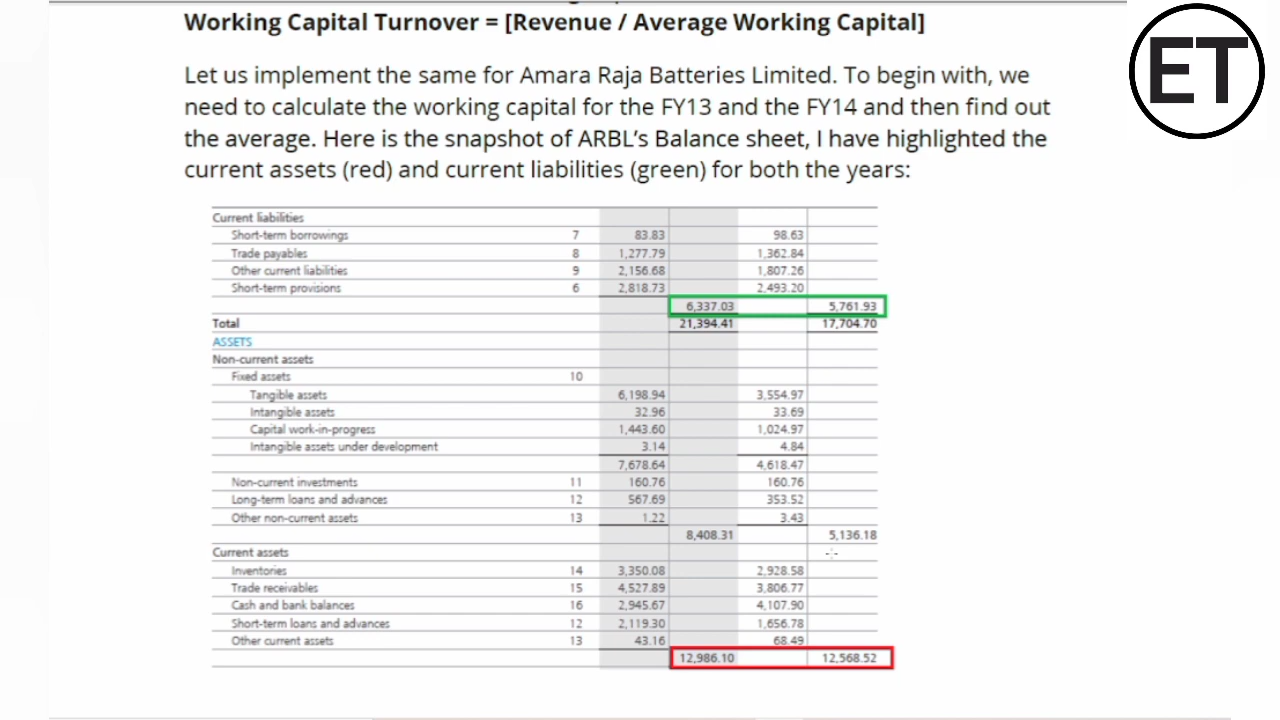 Working Capital Turnover = [Revenue / Average Working Capital]
ET
Let us implement the same for Amara Raja Batteries Limited. To begin with, we
need to calculate the working capital for the FY13 and the FY14 and then find out
the average. Here is the snapshot of ARBL's Balance sheet, I have highlighted the
current assets (red) and current liabilities (green) for both the years:
Current liabilities
Short-term borrowings 7 83.83 98.63
Trade payables 8 1,277.79 1,362.84
Other current liabilities 9 2,156.68 1,807.26
Short-term provisions 6 2,818.73 2,493.20
6,337.03 5,761.93
Total 21,394.41 17,704.70
ASSETS
Non-current assets
Fixed assets 10
Tangible assets 6,198.94 3,554.97
Intangible assets 32.96 33.69
Capital work-in-progress 1,443.60 1,024.97
Intangible assets under development 3.14 4.84
7,678.64 4,618.47
Non-current investments 11 160.76 160.76
Long-term loans and advances 12 567.69 353.52
Other non-current assets 13 1.22 3.43
8,408.31 5,136.18
Current assets
Inventories 14 3,350.08 2,928.58
Trade receivables 15 4,527.89 3,806.77
Cash and bank balances 16 2,945.67 4,107.90
Short-term loans and advances 12 2,119.30 1,656.78
Other current assets 13 43.16 68.49
12,986.10 12,568.52